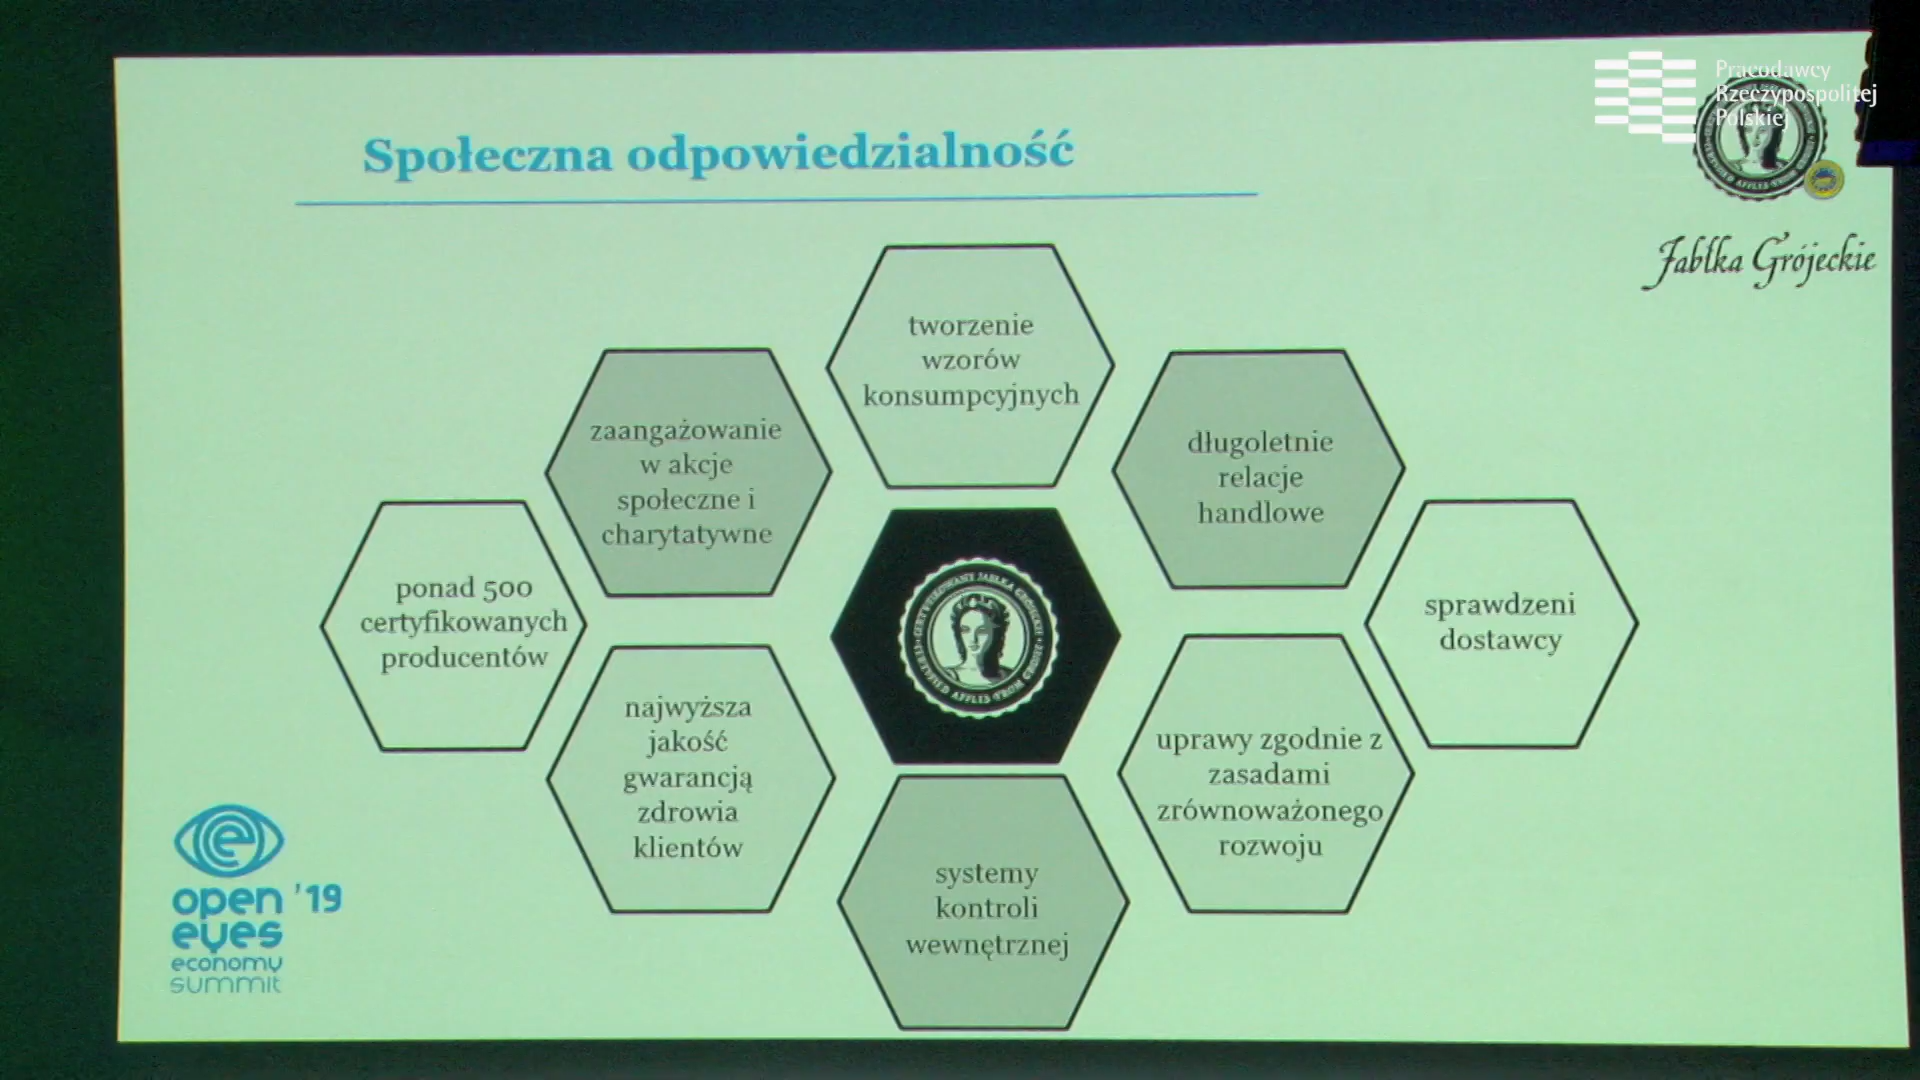 Pracodawcy
Rzeczypospolitej
Polskiej
Społeczna odpowiedzialność
Jabłka Grójeckie
tworzenie
wzorów
konsumpcyjnych
zaangażowanie
w akcje
społeczne i
charytatywne
długoletnie
relacje
handlowe
ponad 500
certyfikowanych
producentów
sprawdzeni
dostawcy
najwyższa
jakość
gwarancją
zdrowia
klientów
uprawy zgodnie z
zasadami
zrównoważonego
rozwoju
systemy
kontroli
wewnętrznej
open '19
eyes
economy
summit